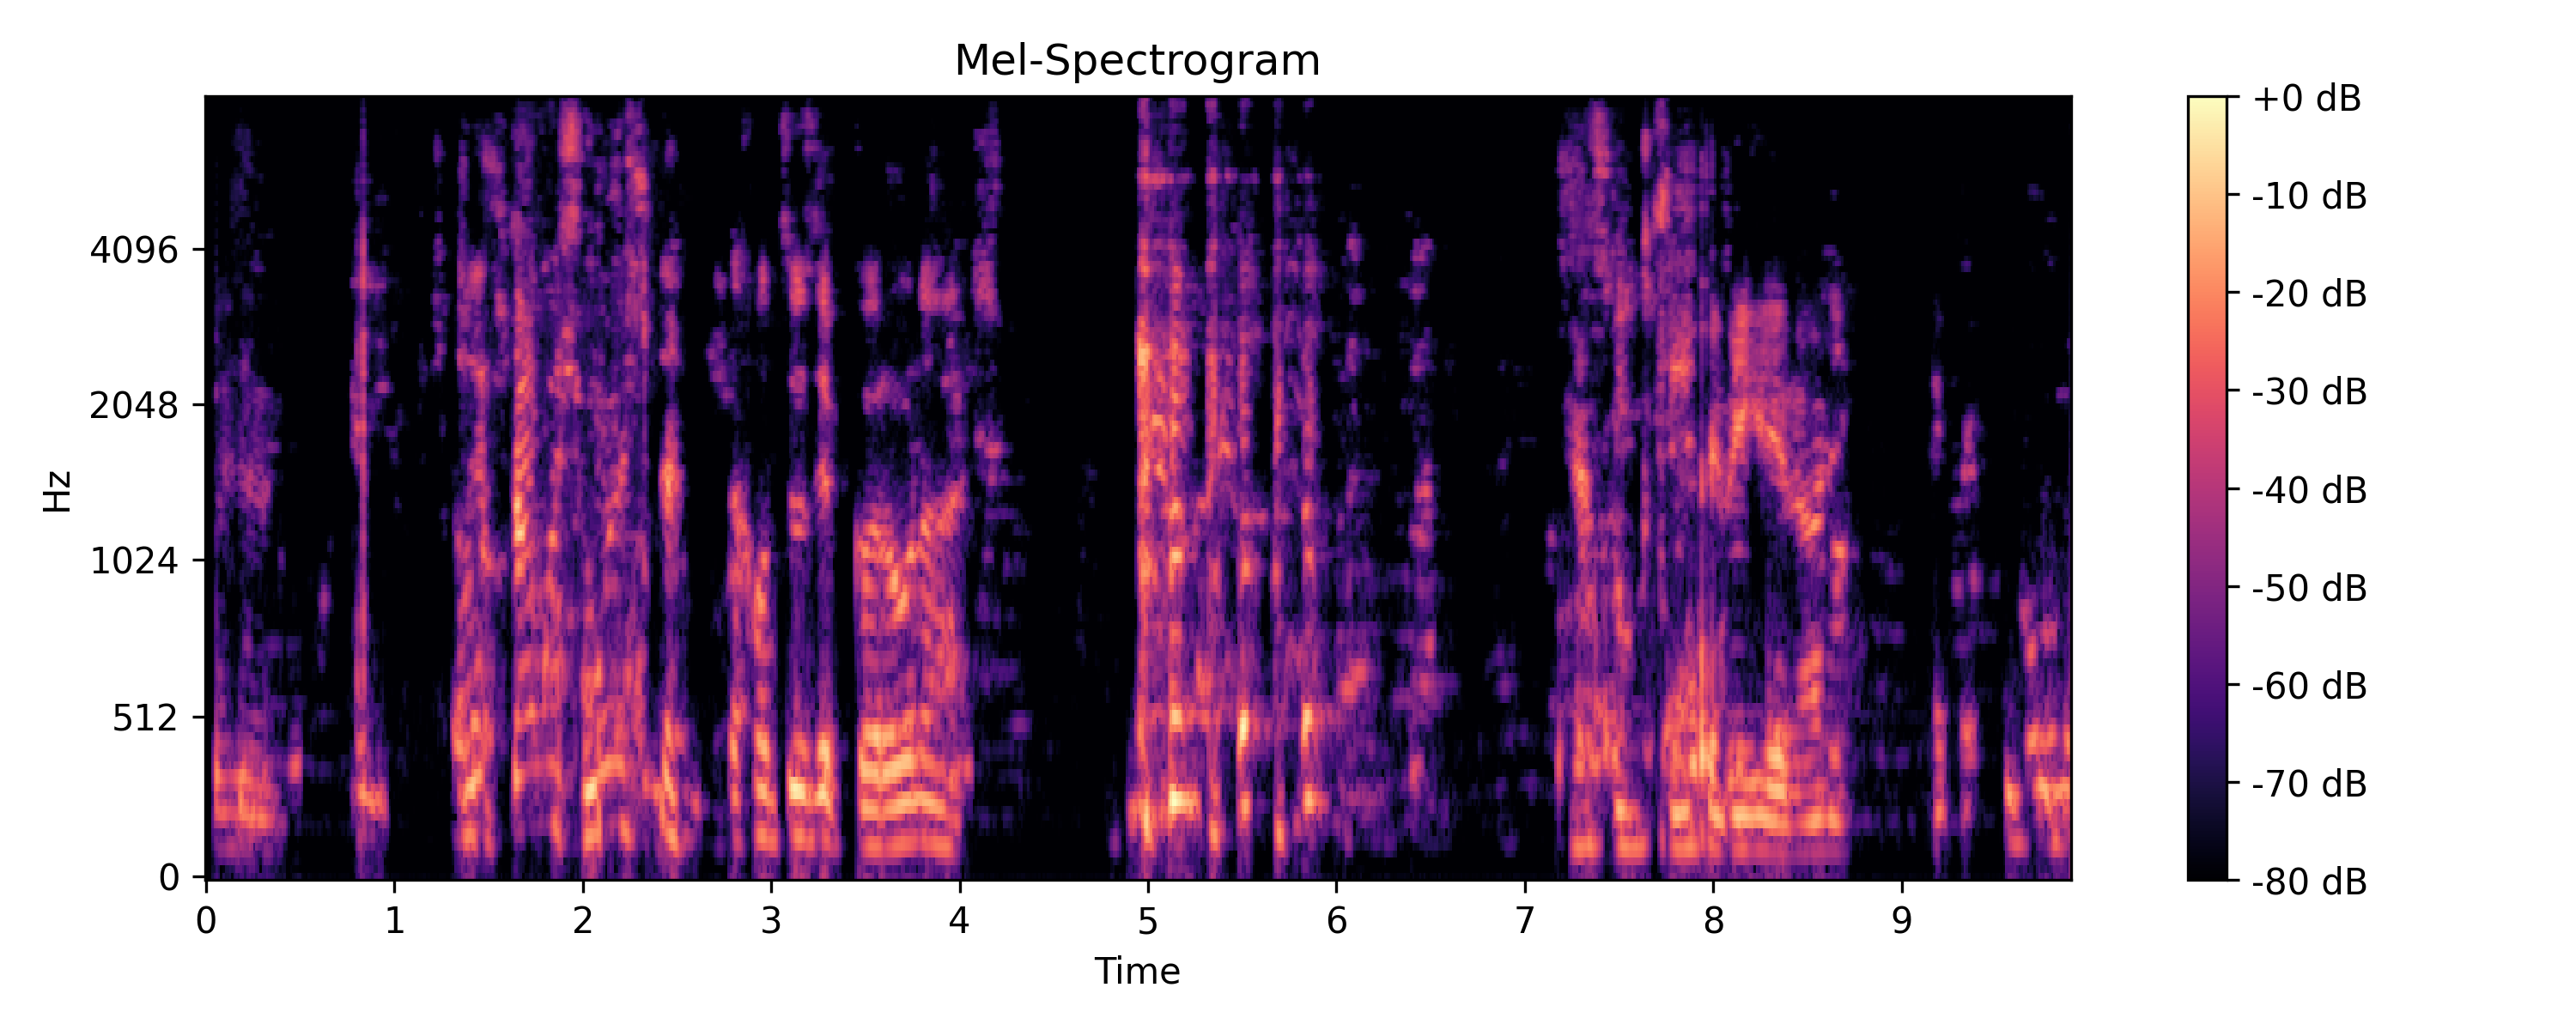 Mel-Spectrogram
+0 dB
-10 dB
-20 dB
-30 dB
-40 dB
-50 dB
-60 dB
-70 dB
-80 dB
4096
2048
1024
512
0
Hz
0 1 2 3 4 5 6 7 8 9
Time